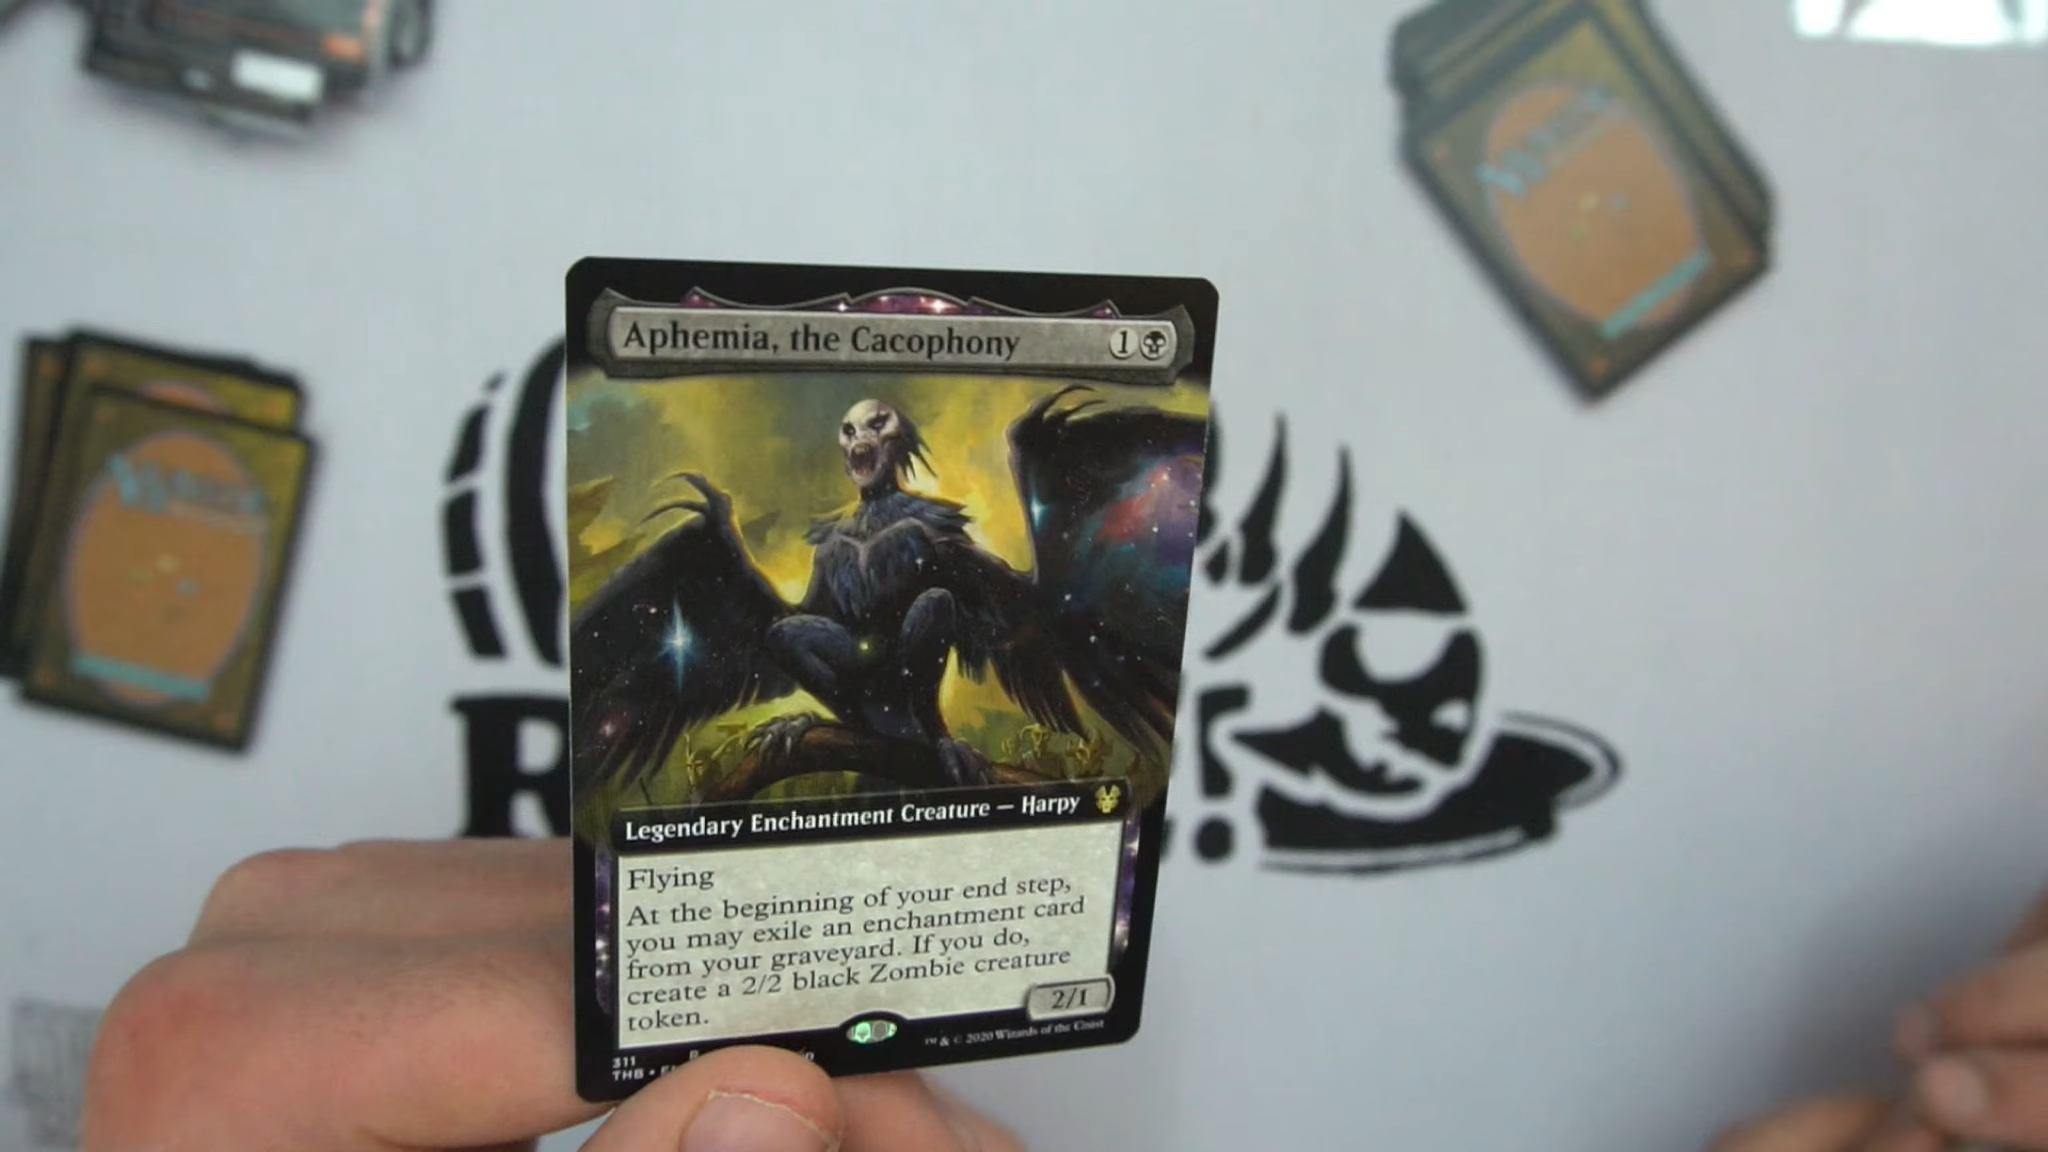 Aphemia, the Cacophony 1
Legendary Enchantment Creature — Harpy
Flying
At the beginning of your end step,
you may exile an enchantment card
from your graveyard. If you do,
create a 2/2 black Zombie creature
token.
2/1
311
THB
™ & © 2020 Wizards of the Coast